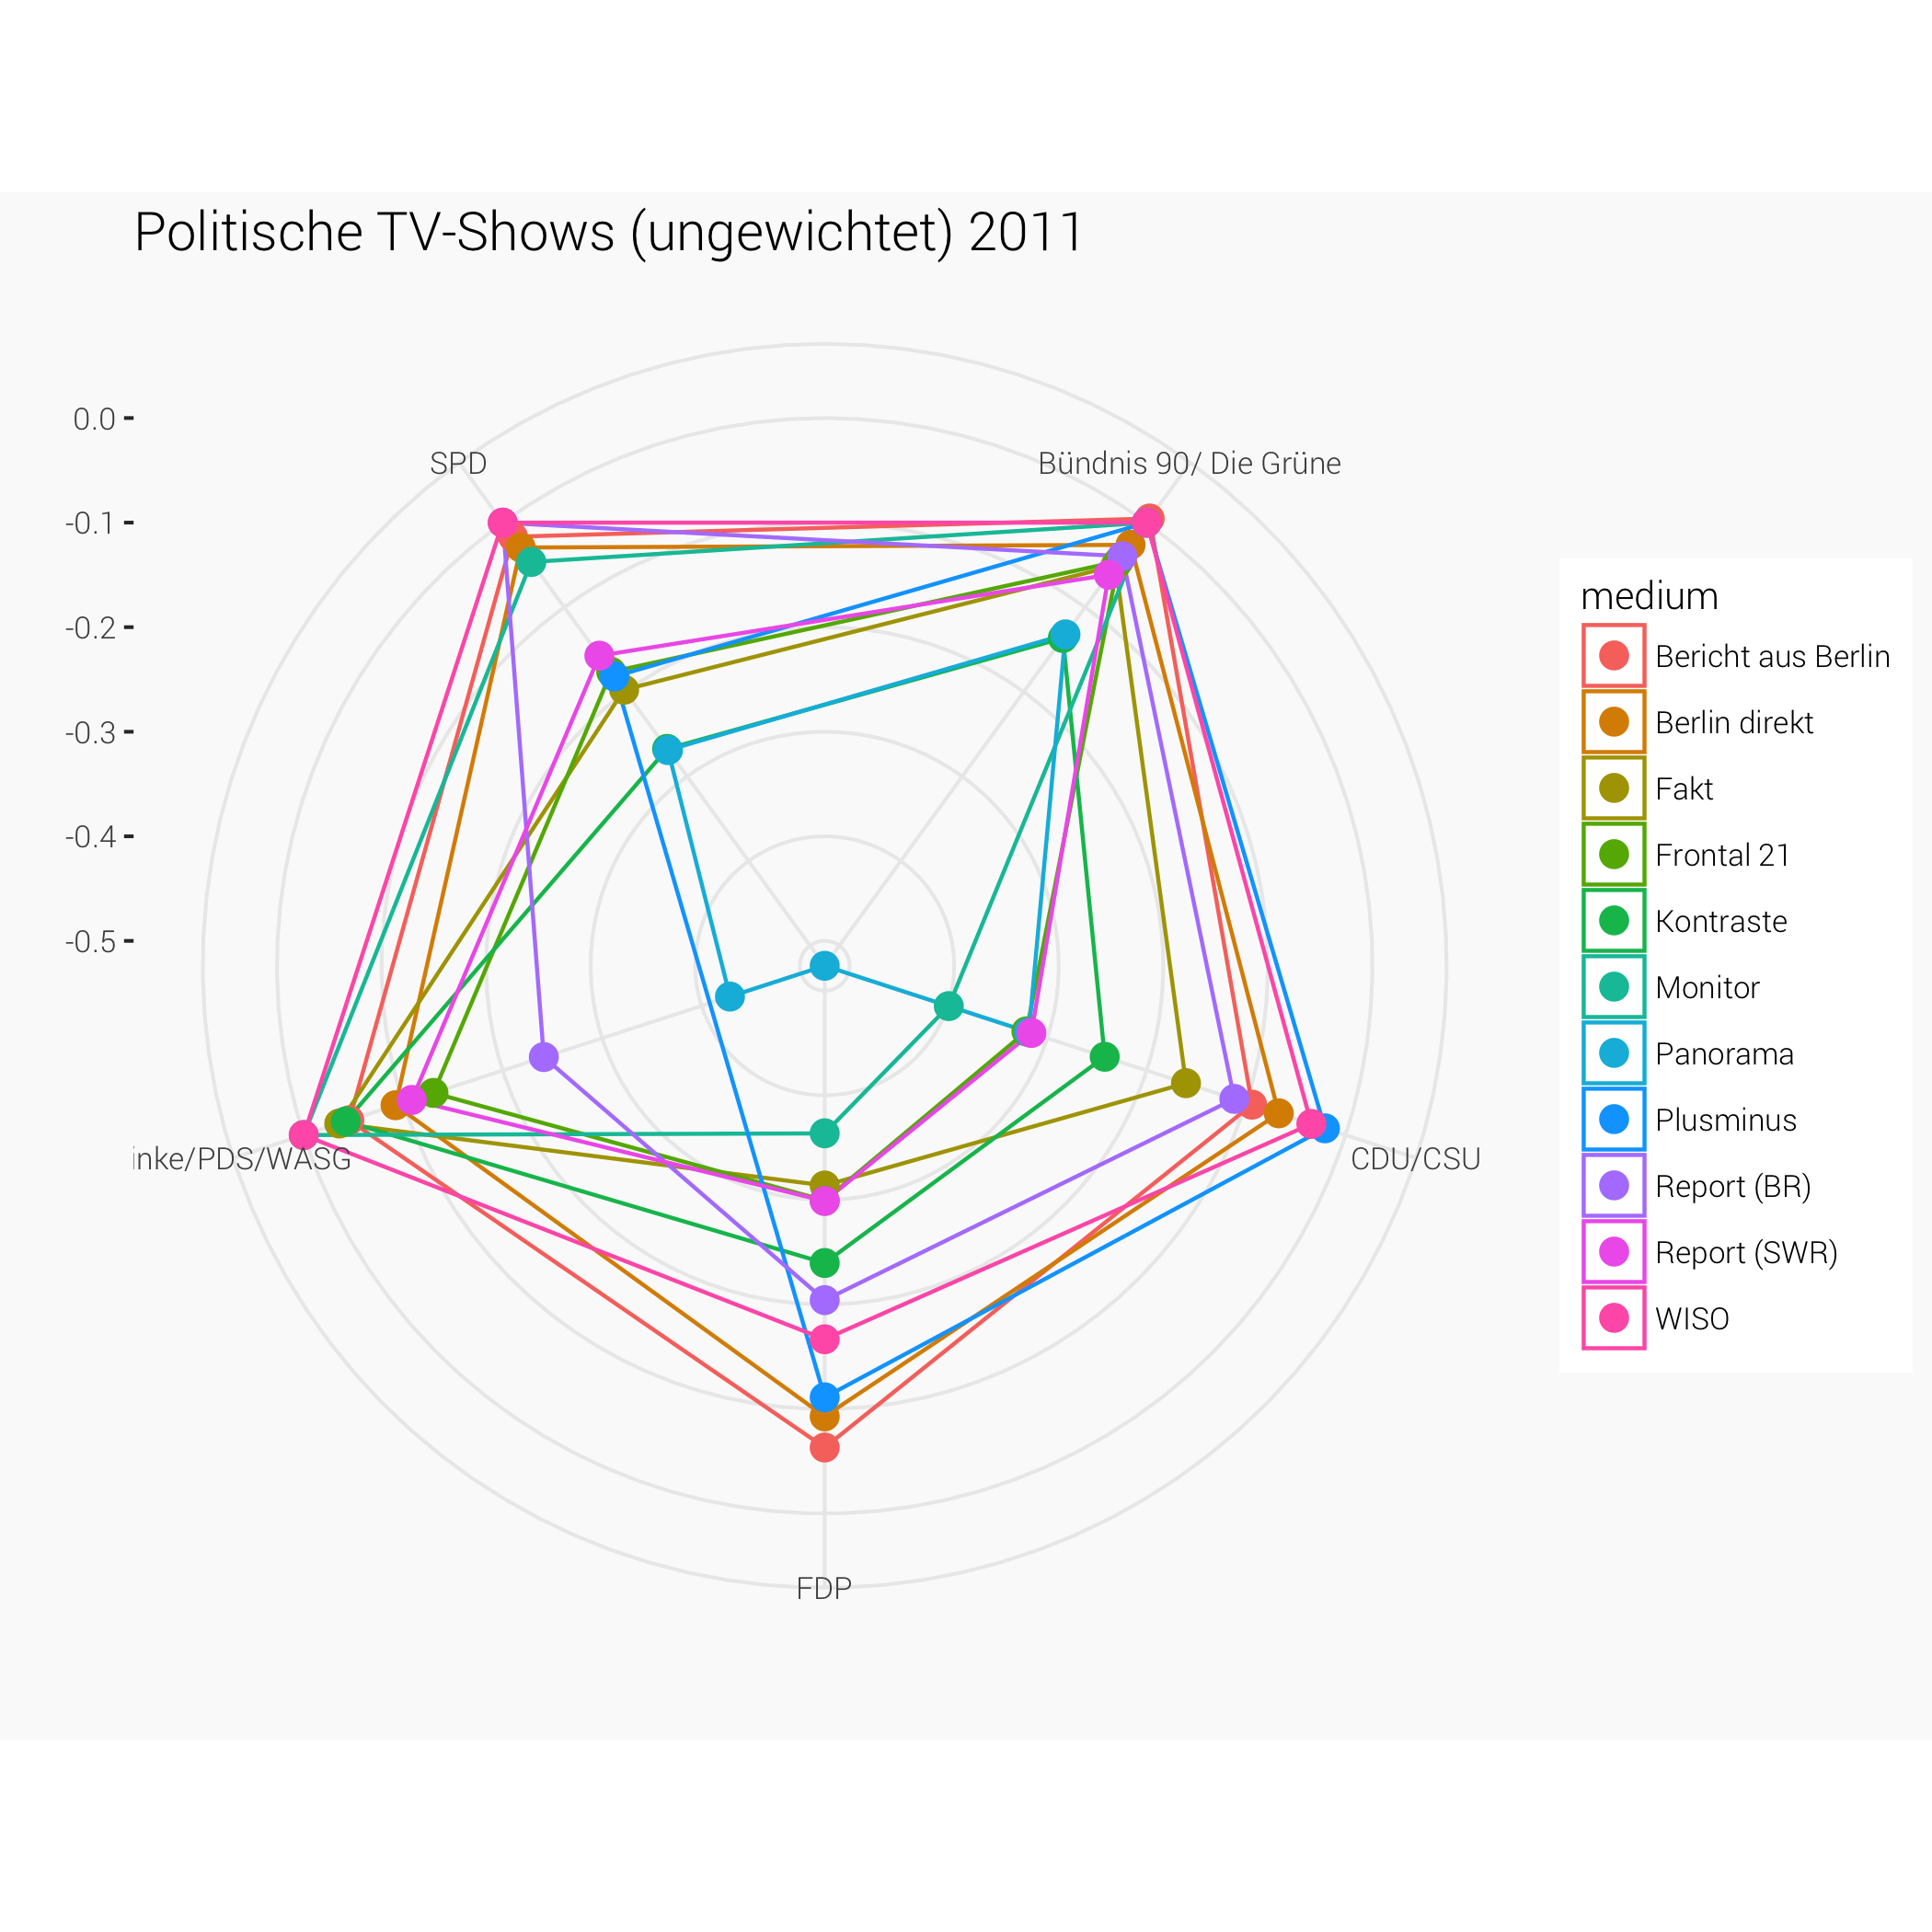 Politische TV-Shows (ungewichtet) 2011
0.0
-0.1
-0.2
-0.3
-0.4
-0.5
SPD
Bündnis 90/ Die Grüne
inke/PDS/WASG
CDU/CSU
FDP
medium
Bericht aus Berlin
Berlin direkt
Fakt
Frontal 21
Kontraste
Monitor
Panorama
Plusminus
Report (BR)
Report (SWR)
WISO